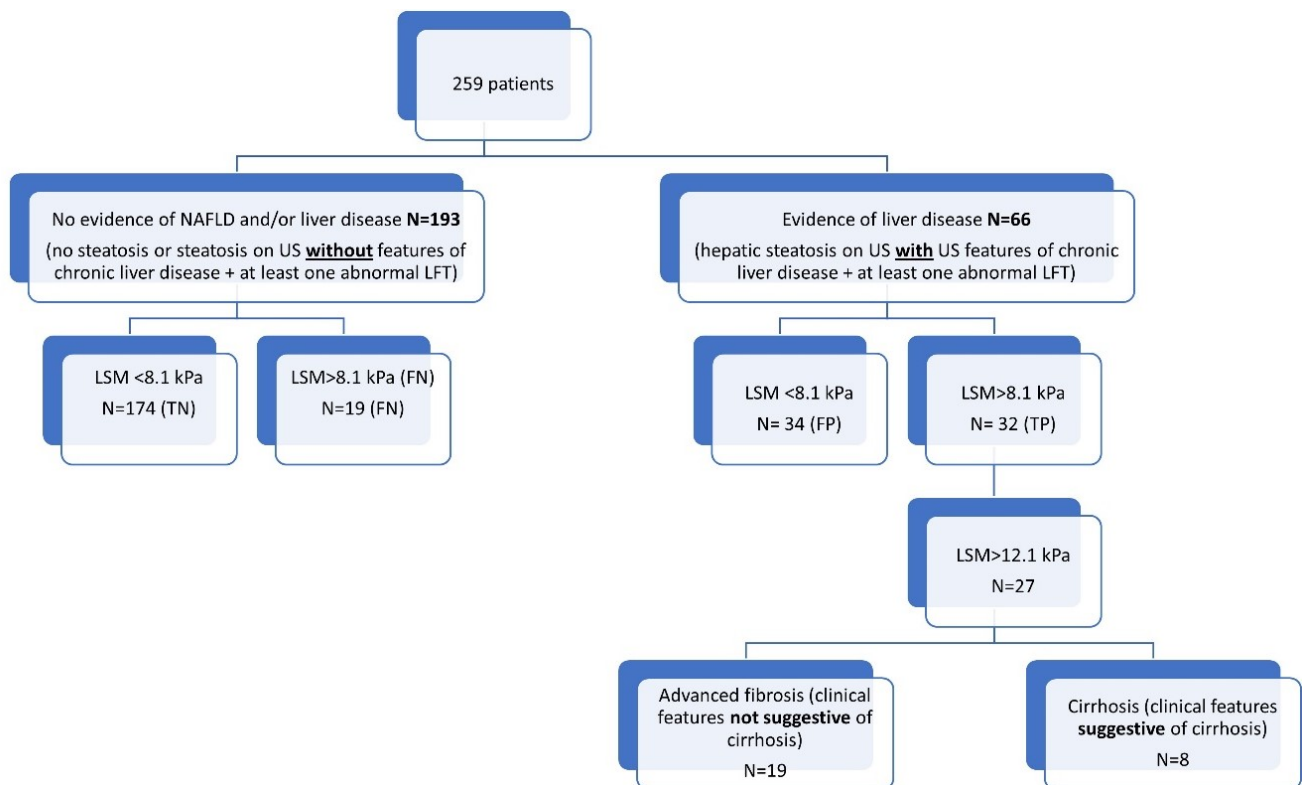 259 patients
No evidence of NAFLD and/or liver disease N=193
(no steatosis or steatosis on US without features of
chronic liver disease + at least one abnormal LFT)
Evidence of liver disease N=66
(hepatic steatosis on US with US features of chronic
liver disease + at least one abnormal LFT)
LSM <8.1 kPa
N=174 (TN)
LSM>8.1 kPa (FN)
N=19 (FN)
LSM <8.1 kPa
N= 34 (FP)
LSM>8.1 kPa
N= 32 (TP)
LSM>12.1 kPa
N=27
Advanced fibrosis (clinical
features not suggestive of
cirrhosis)
N=19
Cirrhosis (clinical features
suggestive of cirrhosis)
N=8